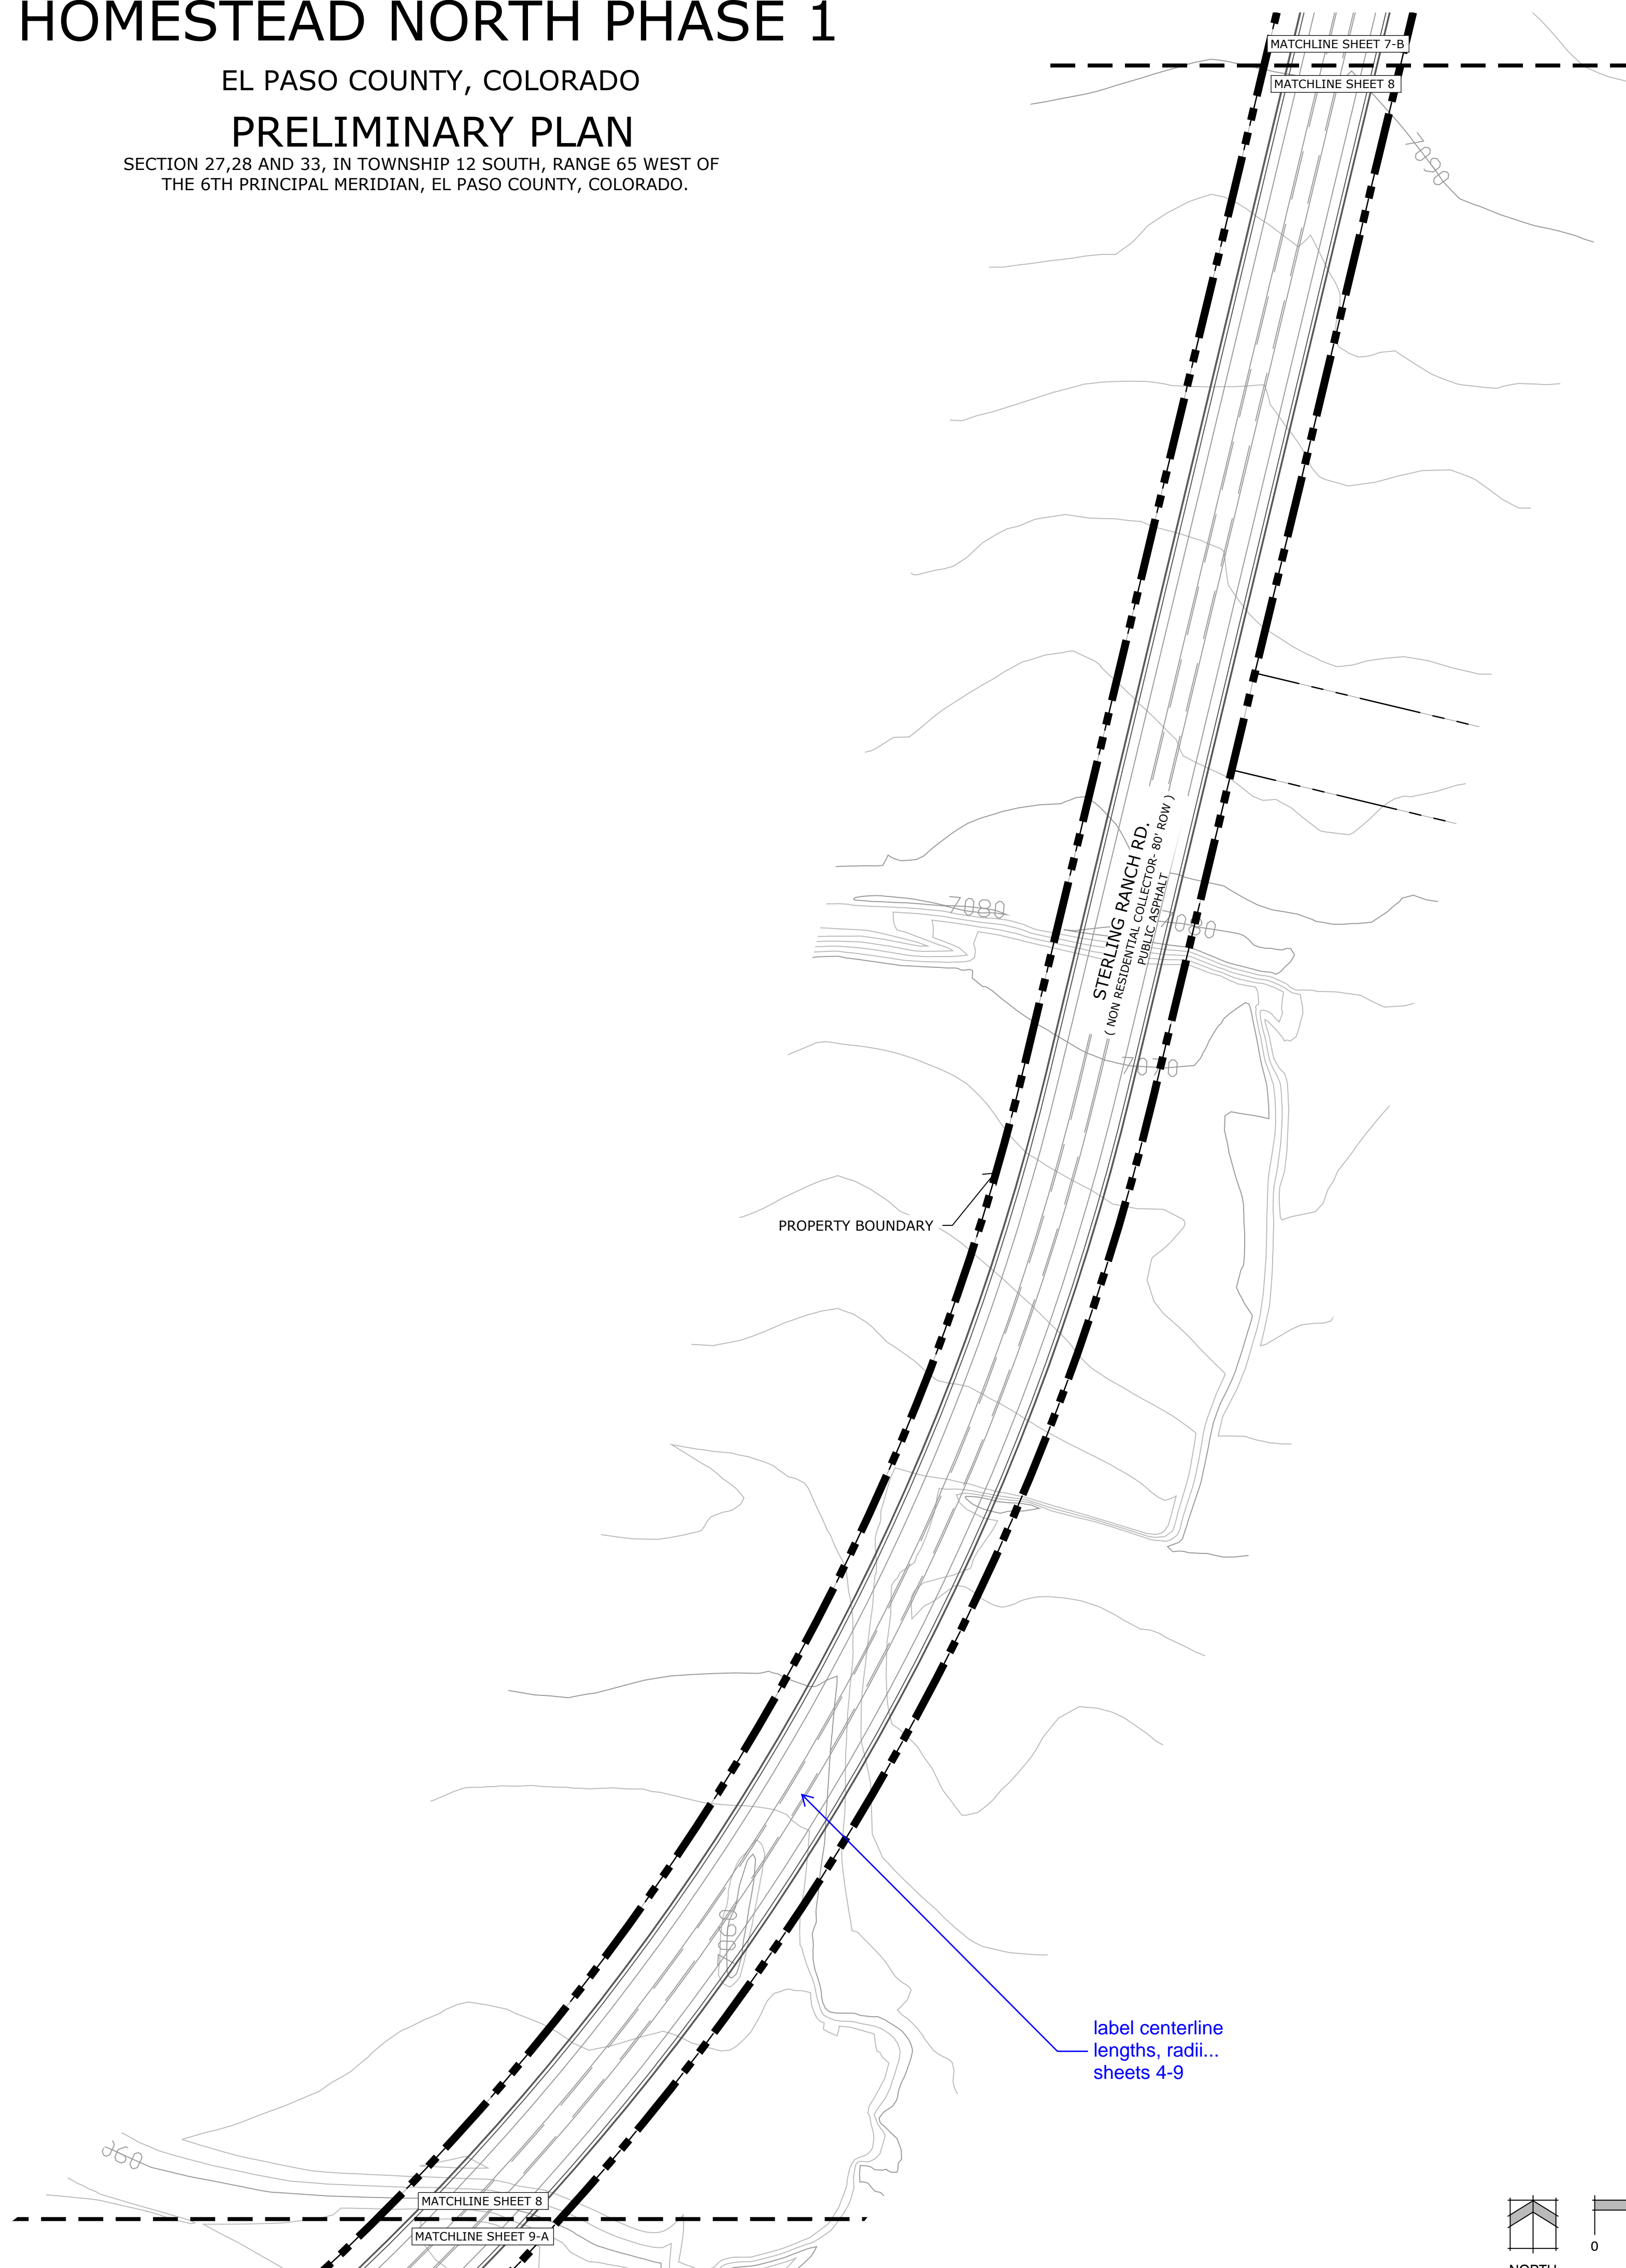 HOMESTEAD NORTH PHASE 1
EL PASO COUNTY, COLORADO
PRELIMINARY PLAN
SECTION 27,28 AND 33, IN TOWNSHIP 12 SOUTH, RANGE 65 WEST OF
THE 6TH PRINCIPAL MERIDIAN, EL PASO COUNTY, COLORADO.
MATCHLINE SHEET 7-B
MATCHLINE SHEET 8
7090
STERLING RANCH RD.
( NON RESIDENTIAL COLLECTOR- 80' ROW )
PUBLIC ASPHALT
7080
7080
7070
PROPERTY BOUNDARY
7060
label centerline
lengths, radii...
sheets 4-9
MATCHLINE SHEET 8
MATCHLINE SHEET 9-A
0
NORTH